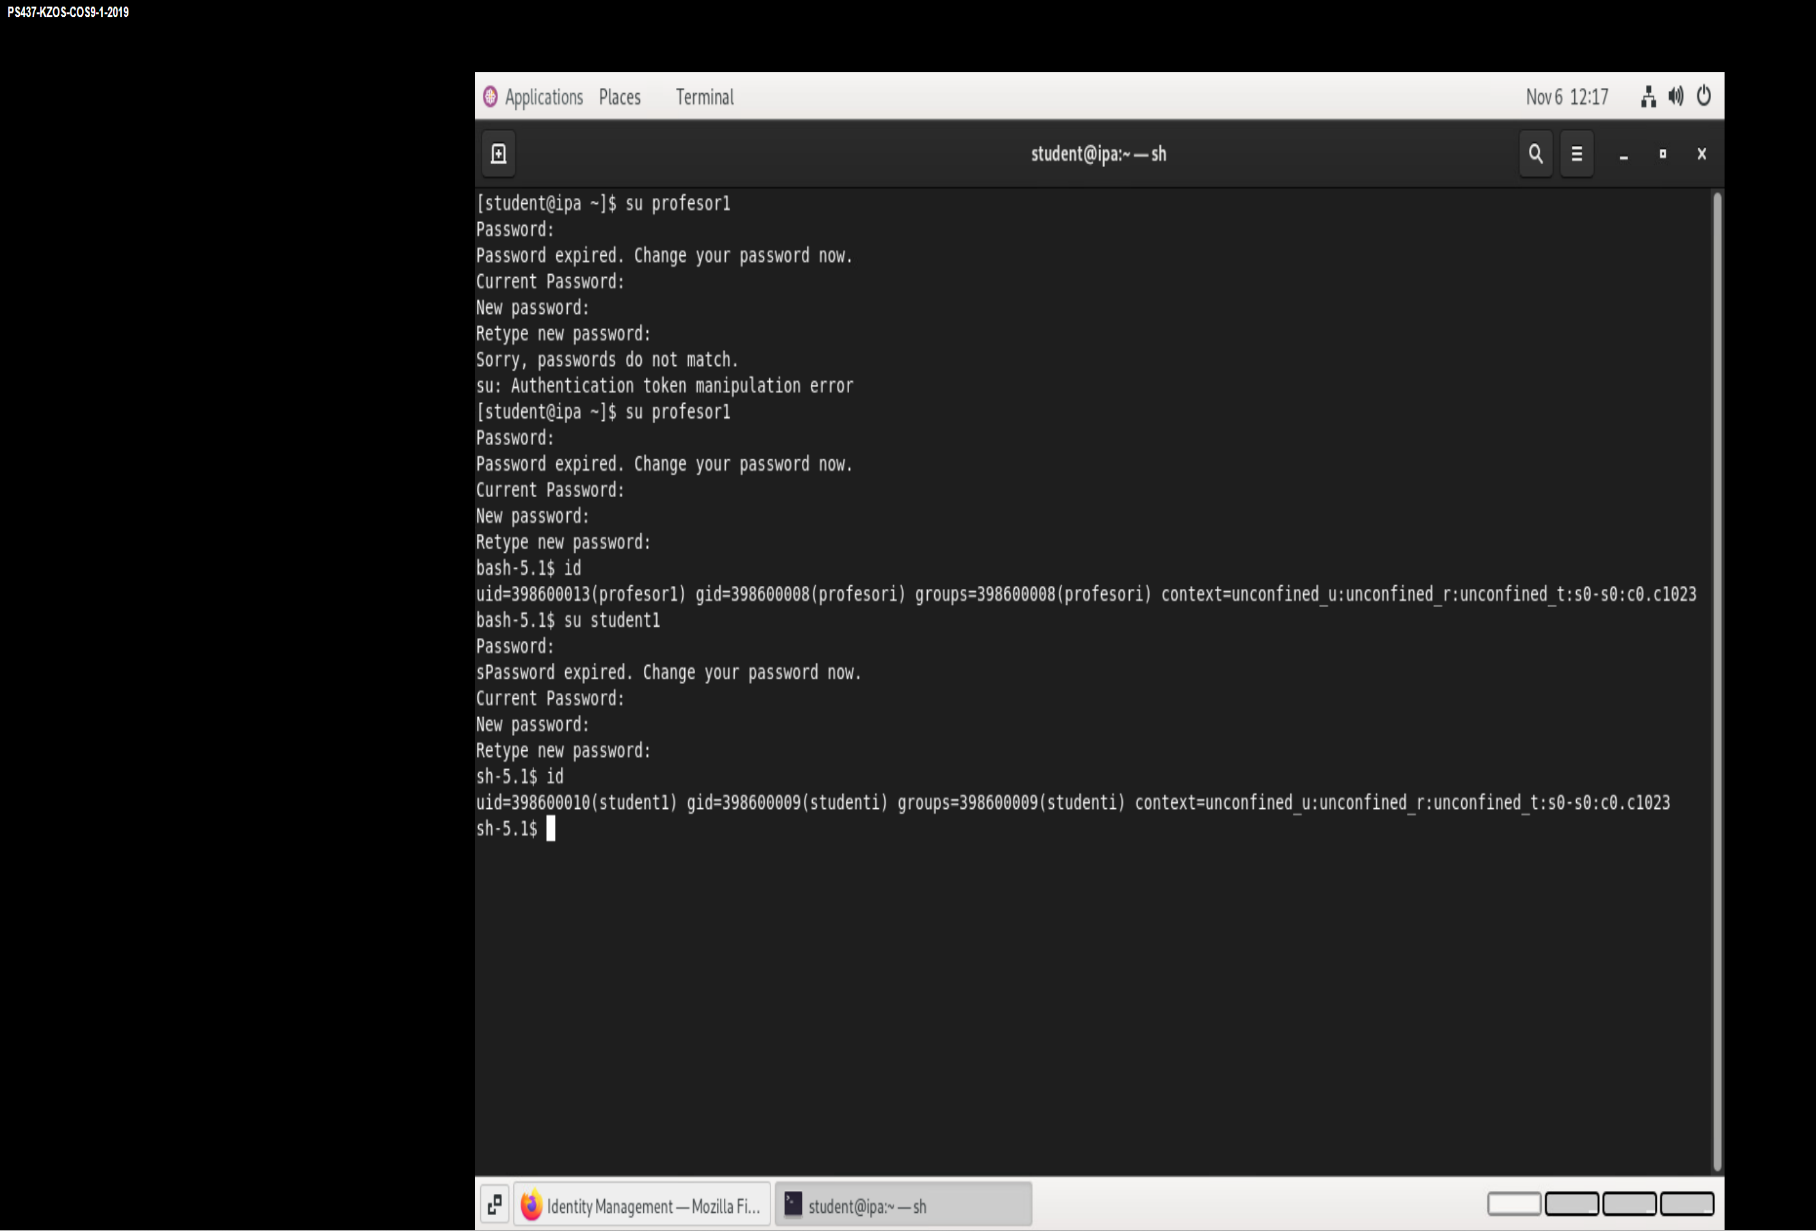 PS437-KZOS-COS9-1-2019
Applications Places Terminal Nov 6 12:17
student@ipa:~ — sh
[student@ipa ~]$ su profesor1
Password:
Password expired. Change your password now.
Current Password:
New password:
Retype new password:
Sorry, passwords do not match.
su: Authentication token manipulation error
[student@ipa ~]$ su profesor1
Password:
Password expired. Change your password now.
Current Password:
New password:
Retype new password:
bash-5.1$ id
uid=398600013(profesor1) gid=398600008(profesori) groups=398600008(profesori) context=unconfined_u:unconfined_r:unconfined_t:s0-s0:c0.c1023
bash-5.1$ su student1
Password:
sPassword expired. Change your password now.
Current Password:
New password:
Retype new password:
sh-5.1$ id
uid=398600010(student1) gid=398600009(studenti) groups=398600009(studenti) context=unconfined_u:unconfined_r:unconfined_t:s0-s0:c0.c1023
sh-5.1$
Identity Management — Mozilla Fi... student@ipa:~ — sh